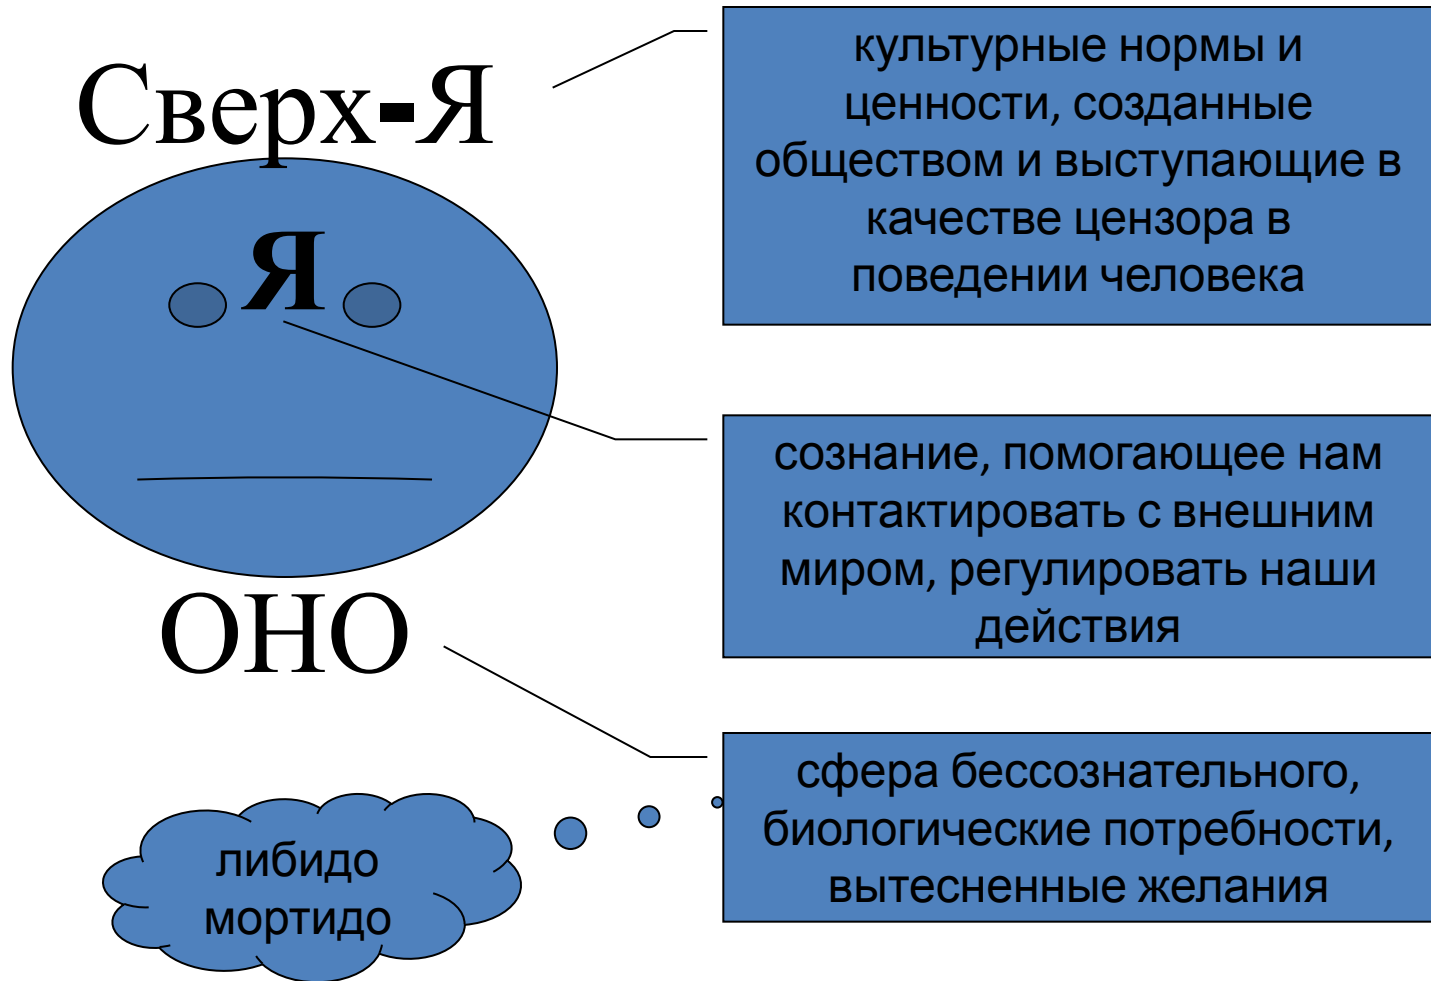 Сверх-Я
культурные нормы и
ценности, созданные
обществом и выступающие в
качестве цензора в
поведении человека
Я
сознание, помогающее нам
контактировать с внешним
миром, регулировать наши
действия
ОНО
сфера бессознательного,
биологические потребности,
вытесненные желания
либидо
мортидо